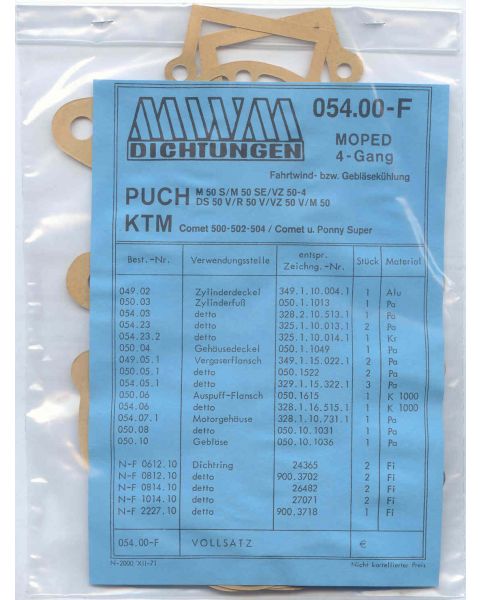 MWM
DICHTUNGEN
054.00-F
MOPED
4-Gang
Fahrtwind- bzw. Gebläsekühlung
PUCH M 50 S/M 50 SE/VZ 50-4
DS 50 V/R 50 V/VZ 50 V/M 50
KTM Comet 500-502-504 / Comet u. Ponny Super
Best.-Nr. Verwendungsstelle entspr. Zeichng.-Nr. Stück Material
049.02 Zylinderdeckel 349.1.10.004.1 1 Alu
050.03 Zylinderfuß 050.1.1013 1 Pa
054.03 detto 328.2.10.513.1 1 Pa
054.23 detto 325.1.10.013.1 2 Pa
054.23.2 detto 325.1.10.014.1 1 Kr
050.04 Gehäusedeckel 050.1.1049 1 Pa
049.05.1 Vergaserflansch 349.1.15.022.1 2 Pa
050.05.1 detto 050.1522 2 Pa
054.05.1 detto 329.1.15.322.1 3 Pa
050.06 Auspuff-Flansch 050.1615 1 K 1000
054.06 detto 328.1.16.515.1 1 K 1000
054.07.1 Motorgehäuse 328.1.10.731.1 1 Pa
050.08 detto 050.10.1031 1 Pa
050.10 Gebläse 050.10.1036 1 Pa
N-F 0612.10 Dichtring 24365 2 Fi
N-F 0812.10 detto 900.3702 2 Fi
N-F 0814.10 detto 26482 2 Fi
N-F 1014.10 detto 27071 2 Fi
N-F 2227.10 detto 900.3718 1 Fi
054.00-F VOLLSATZ €
N-2000 XII-71 Nicht kartellierter Preis